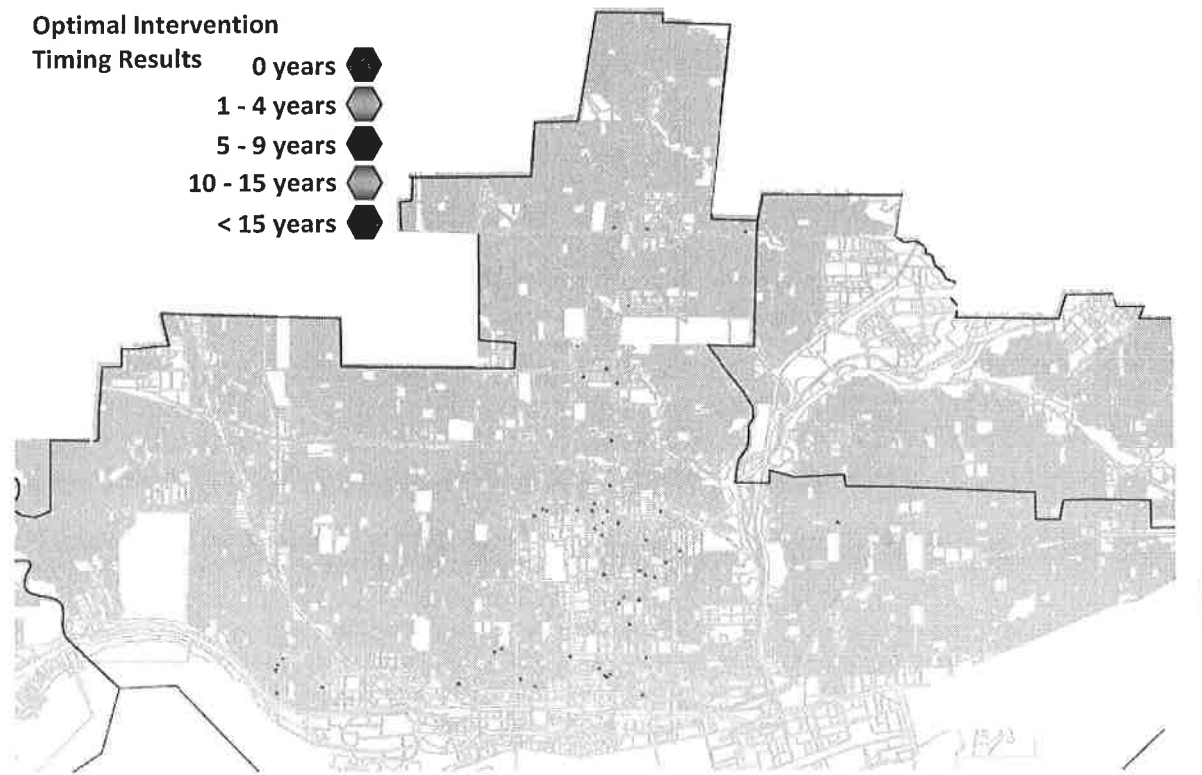 Optimal Intervention
Timing Results
0 years
1 - 4 years
5 - 9 years
10 - 15 years
< 15 years